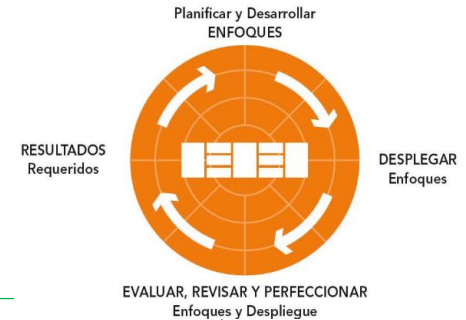 Planificar y Desarrollar
ENFOQUES
RESULTADOS
Requeridos
DESPLEGAR
Enfoques
EVALUAR, REVISAR Y PERFECCIONAR
Enfoques y Despliegue